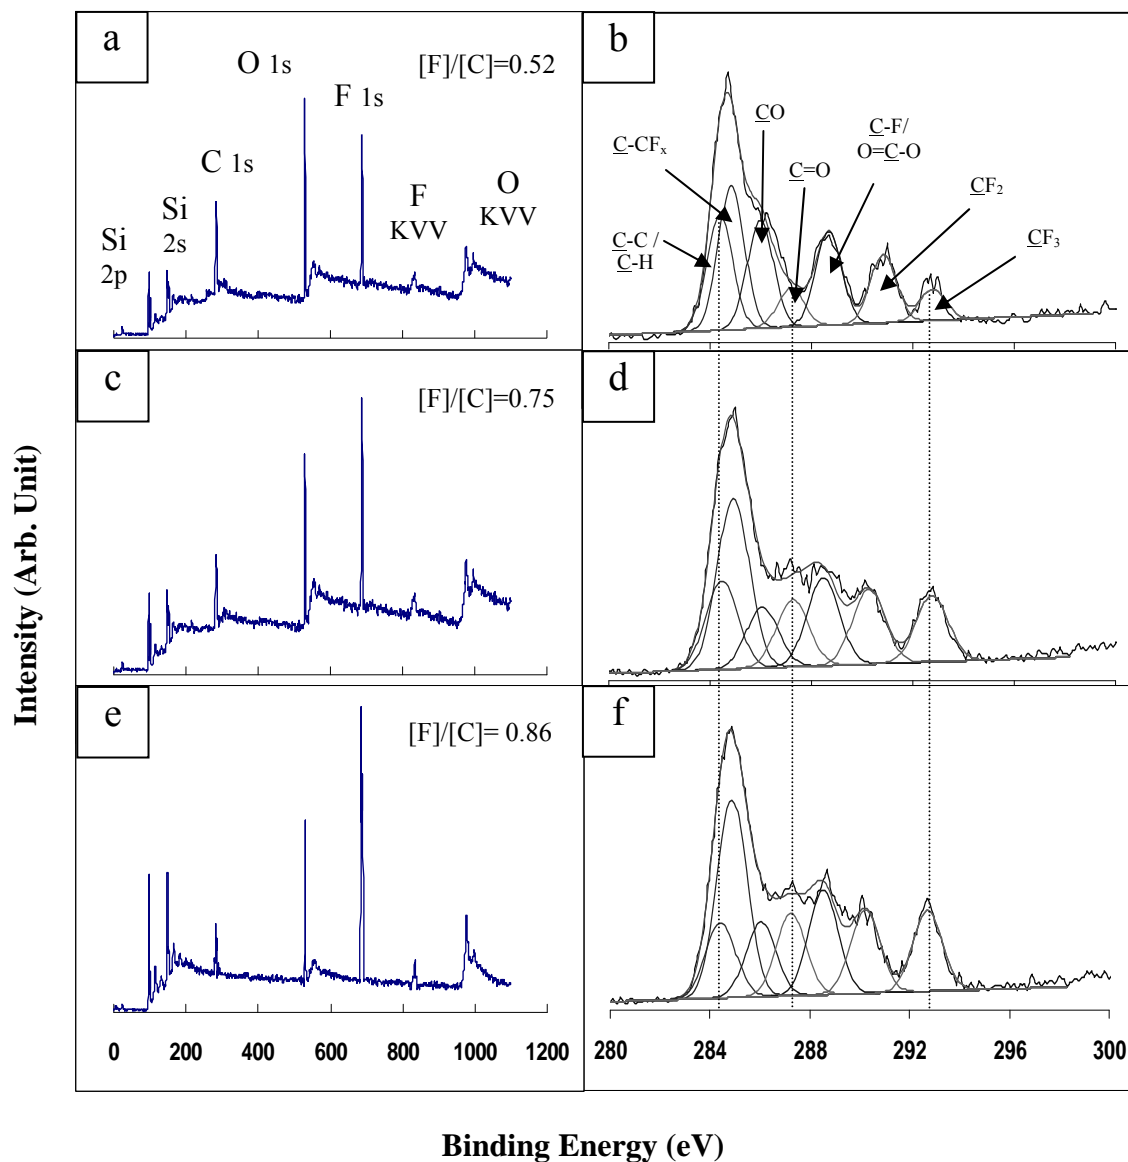 a
O 1s
[F]/[C]=0.52
F 1s
C 1s
Si
2s
Si
2p
F
KVV
O
KVV
b
C-CFx
CO
C=O
C-F/
O=C-O
CF2
CF3
C-C /
C-H
c
[F]/[C]=0.75
d
e
[F]/[C]= 0.86
f
0 200 400 600 800 1000 1200
280 284 288 292 296 300
Intensity (Arb. Unit)
Binding Energy (eV)